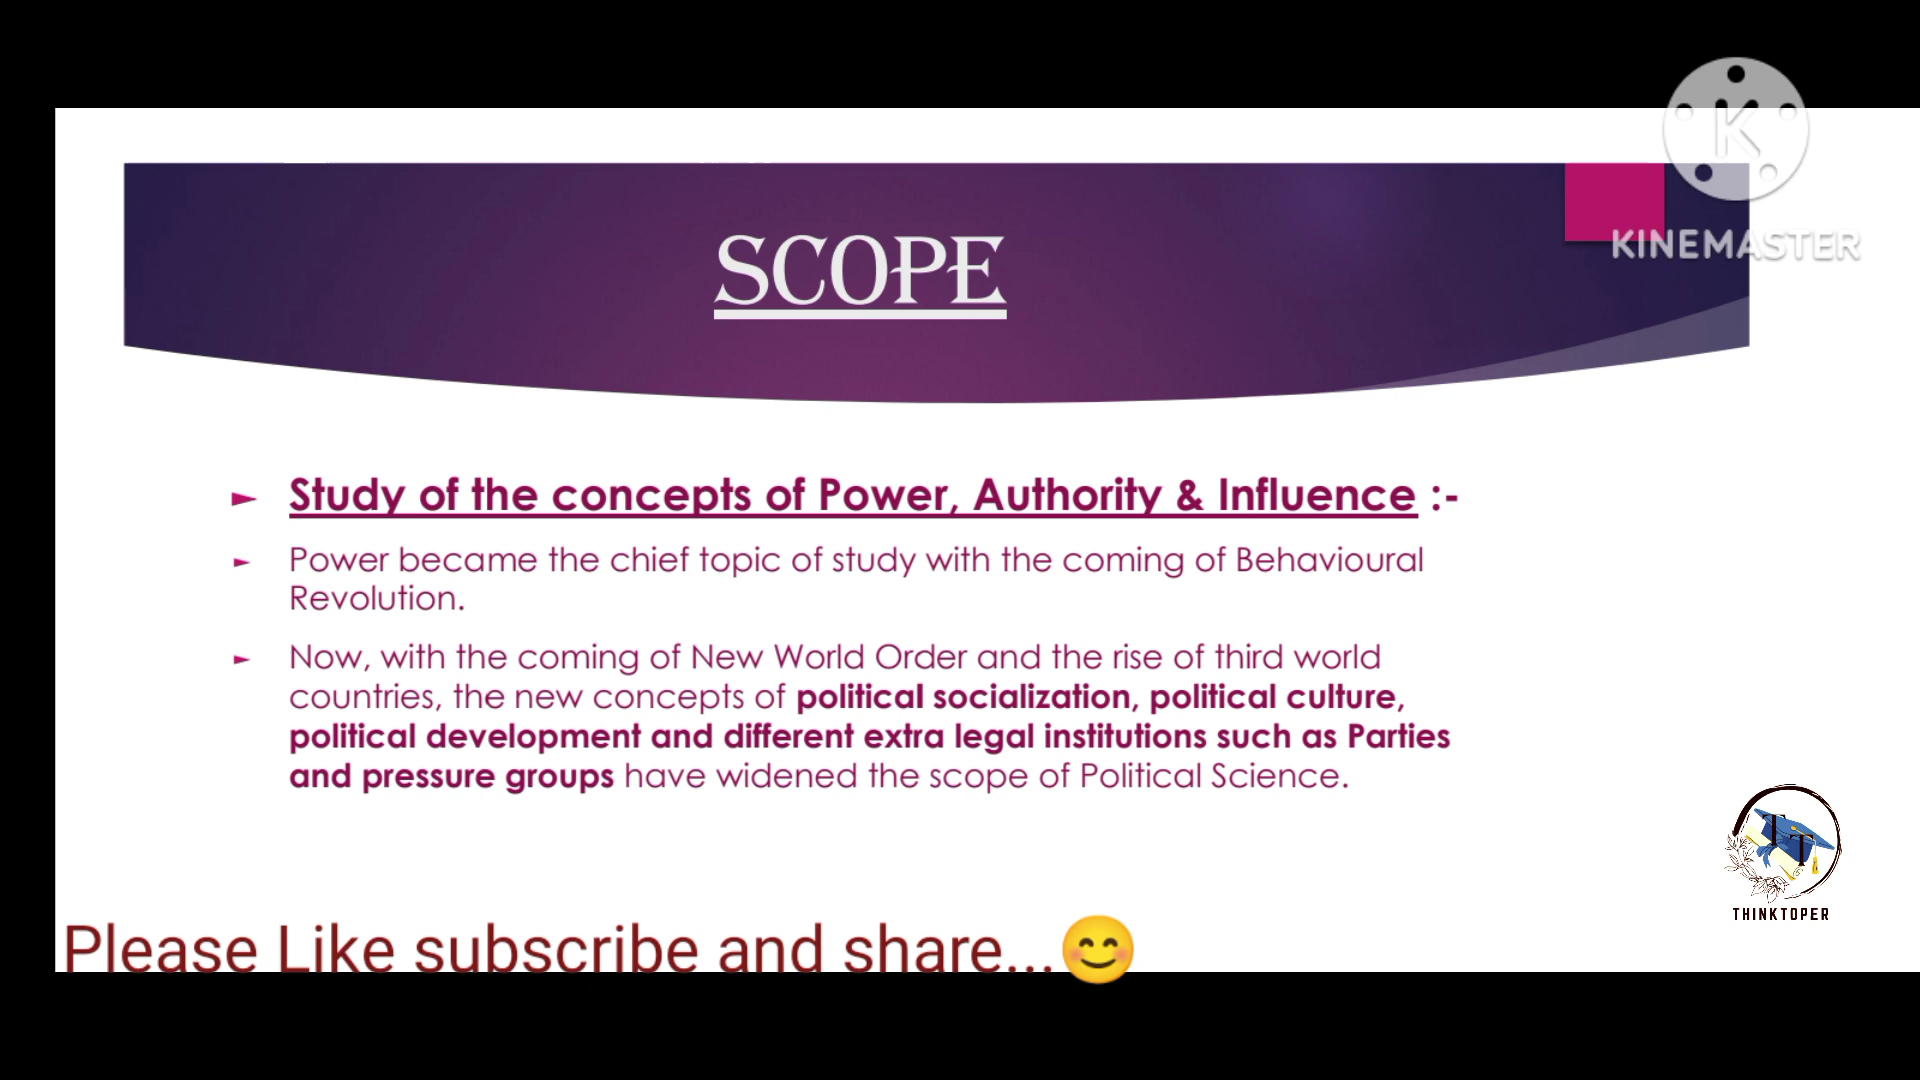 KINEMASTER
SCOPE
► Study of the concepts of Power, Authority & Influence :-
► Power became the chief topic of study with the coming of Behavioural
Revolution.
► Now, with the coming of New World Order and the rise of third world
countries, the new concepts of political socialization, political culture,
political development and different extra legal institutions such as Parties
and pressure groups have widened the scope of Political Science.
TT
THINKTOPER
Please Like subscribe and share...😊